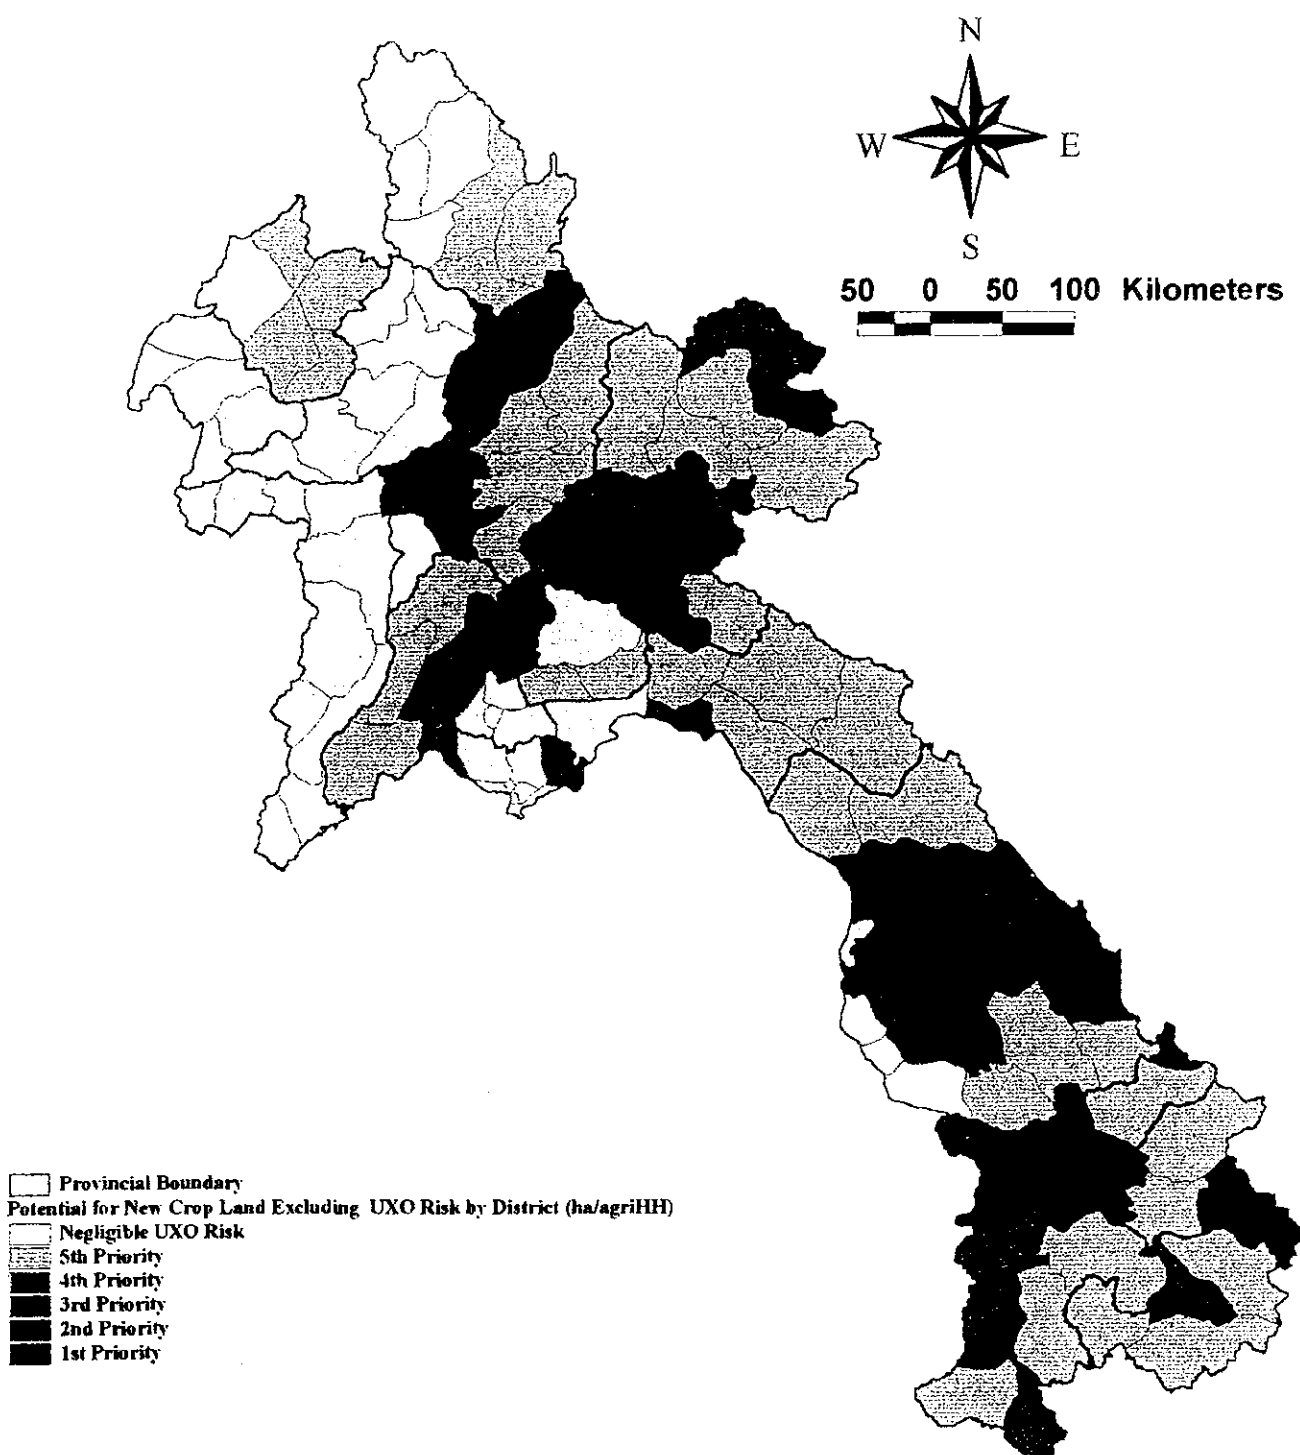 N
W E
S
50 0 50 100 Kilometers
Provincial Boundary
Potential for New Crop Land Excluding UXO Risk by District (ha/agriHH)
Negligible UXO Risk
5th Priority
4th Priority
3rd Priority
2nd Priority
1st Priority